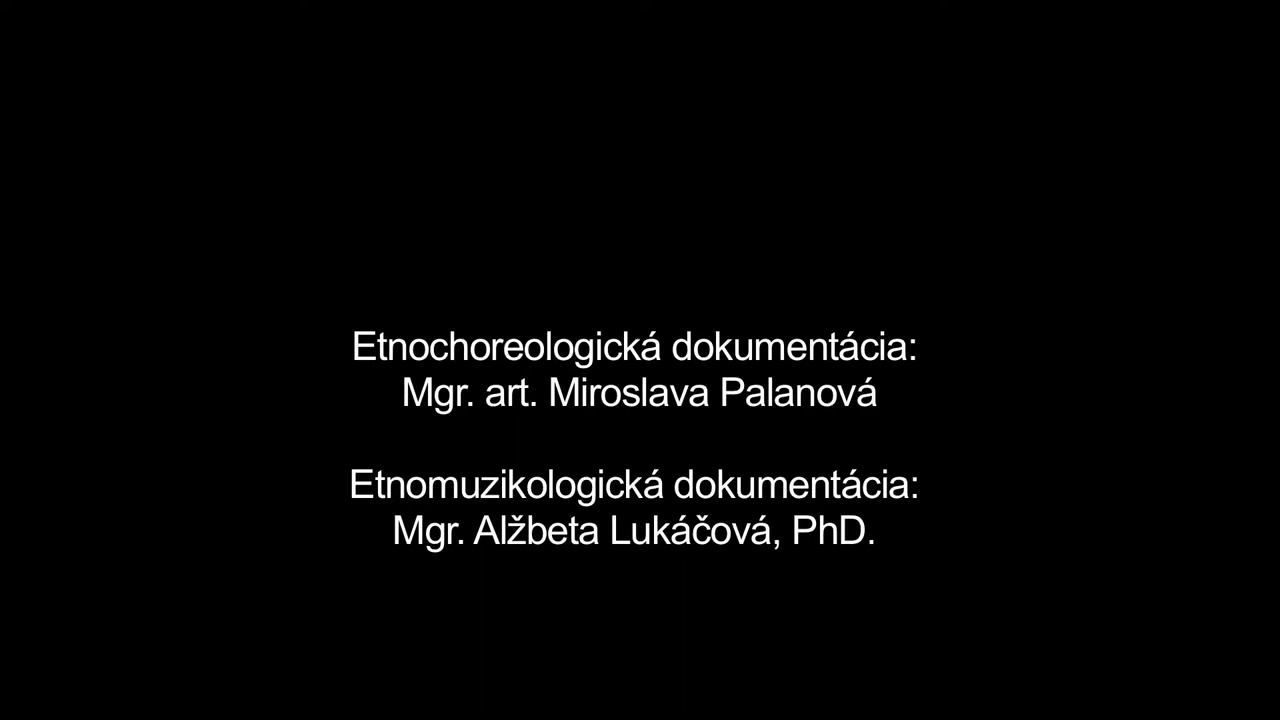 Etnochoreologická dokumentácia:
Mgr. art. Miroslava Palanová
Etnomuzikologická dokumentácia:
Mgr. Alžbeta Lukáčová, PhD.